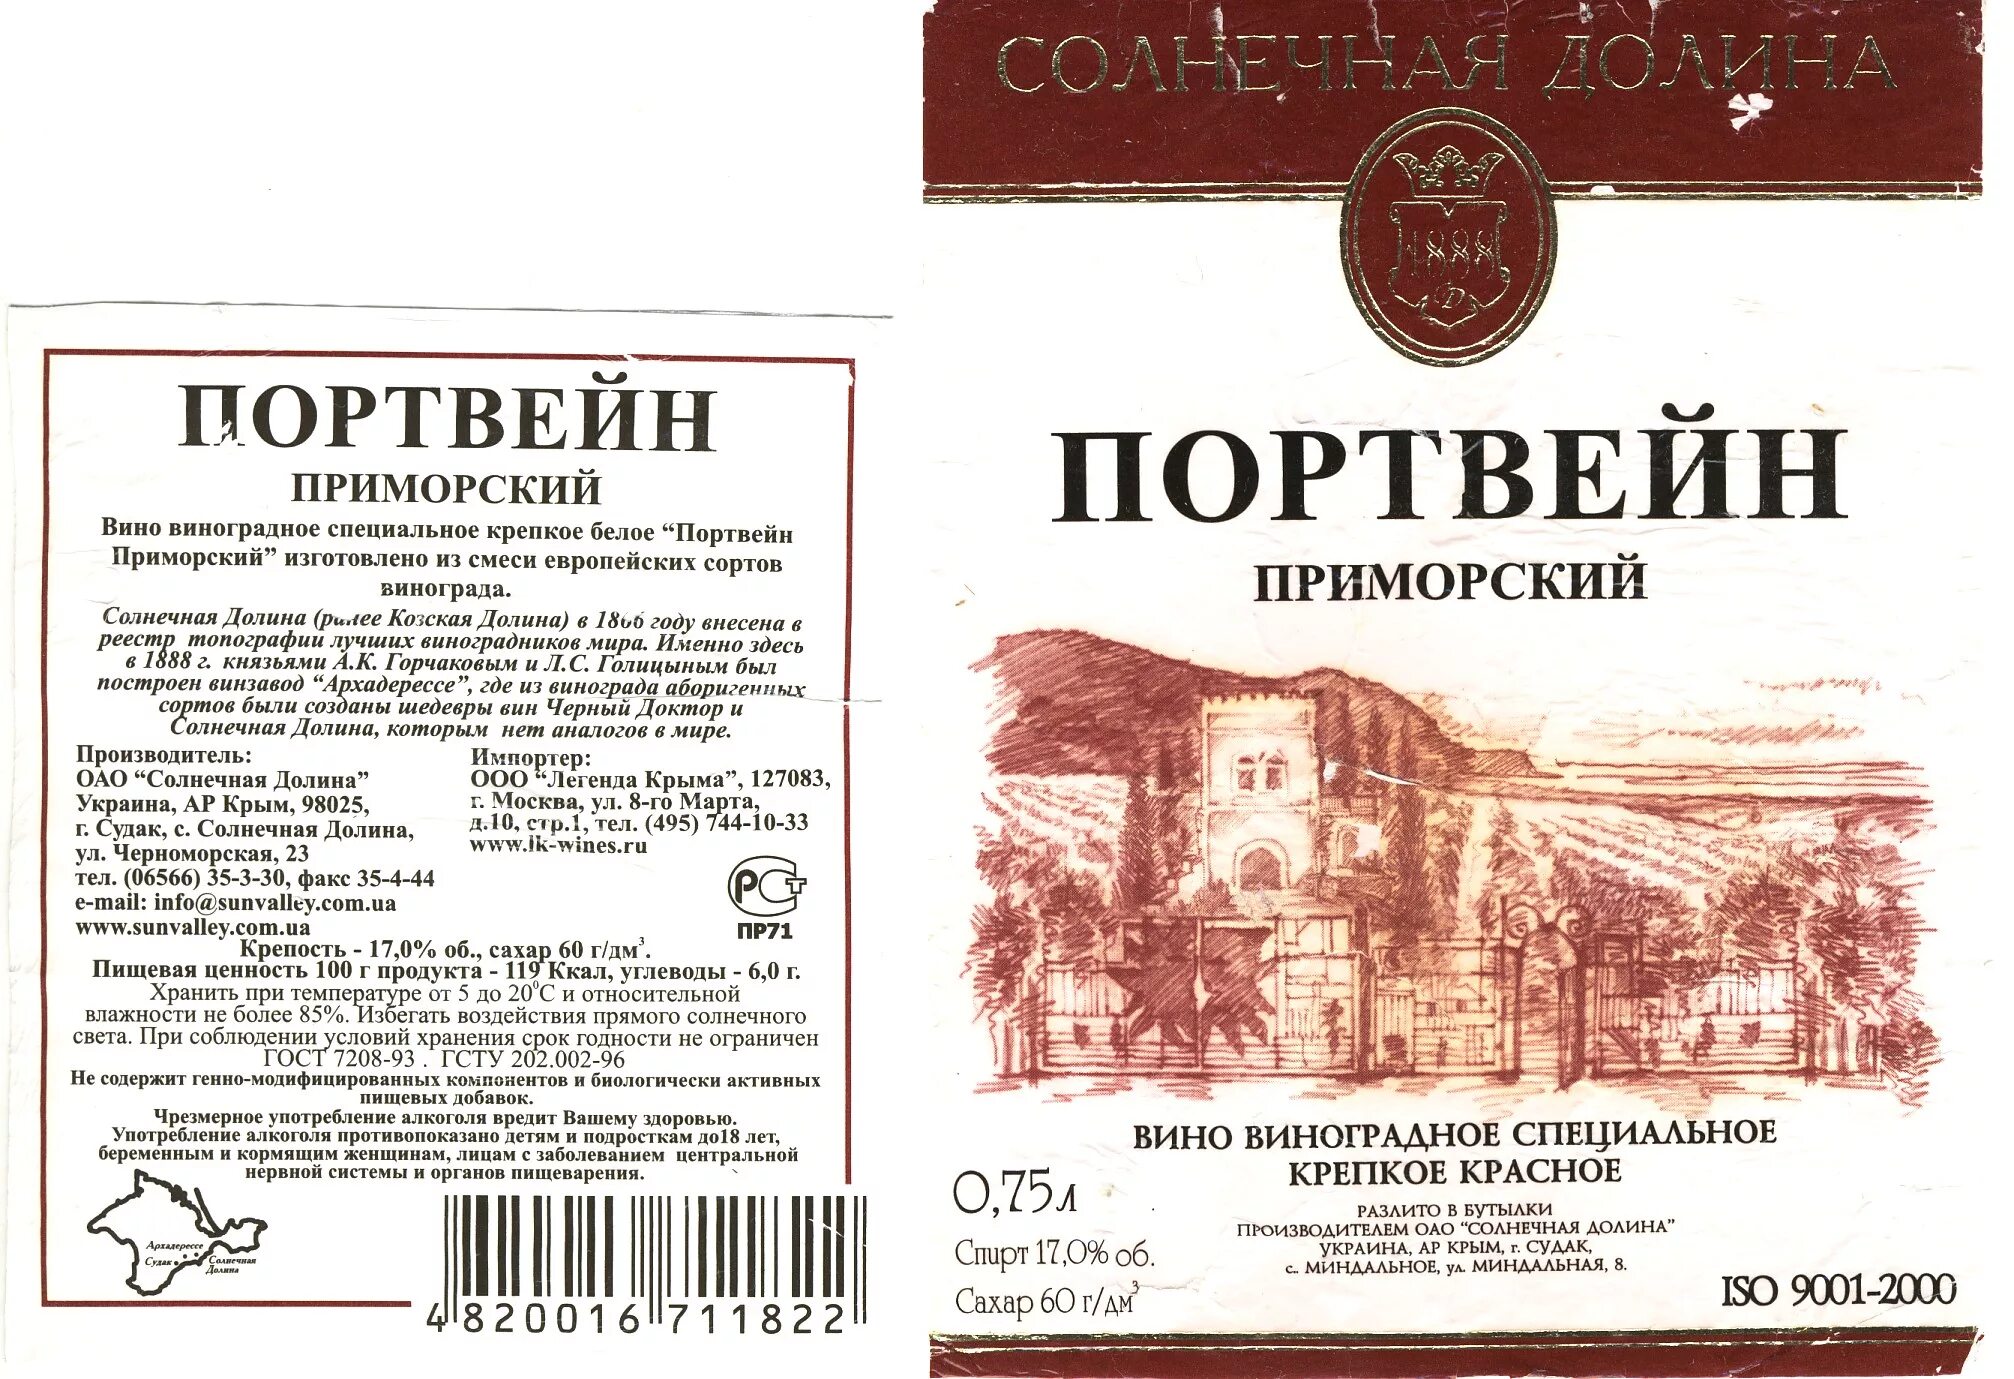 ПОРТВЕЙН
ПРИМОРСКИЙ
Вино виноградное специальное крепкое белое “Портвейн
Приморский” изготовлено из смеси европейских сортов
винограда.
Солнечная Долина (ранее Козская Долина) в 1866 году внесена в
реестр топографии лучших виноградников мира. Именно здесь
в 1888 г. князьями А.К. Горчаковым и Л.С. Голицыным был
построен винзавод “Архадерессе”, где из винограда аборигенных
сортов были созданы шедевры вин Черный Доктор и
Солнечная Долина, которым нет аналогов в мире.
Производитель:
ОАО “Солнечная Долина”
Украина, АР Крым, 98025,
г. Судак, с. Солнечная Долина,
ул. Черноморская, 23
тел. (06566) 35-3-30, факс 35-4-44
e-mail: info@sunvalley.com.ua
www.sunvalley.com.ua
Импортер:
ООО “Легенда Крыма”, 127083,
г. Москва, ул. 8-го Марта,
д.10, стр.1, тел. (495) 744-10-33
www.lk-wines.ru
РСТ
ПР71
Крепость - 17,0% об., сахар 60 г/дм³.
Пищевая ценность 100 г продукта - 119 Ккал, углеводы - 6,0 г.
Хранить при температуре от 5 до 20⁰С и относительной
влажности не более 85%. Избегать воздействия прямого солнечного
света. При соблюдении условий хранения срок годности не ограничен
ГОСТ 7208-93 . ГСТУ 202.002-96
Не содержит генно-модифицированных компонентов и биологически активных
пищевых добавок.
Чрезмерное употребление алкоголя вредит Вашему здоровью.
Употребление алкоголя противопоказано детям и подросткам до18 лет,
беременным и кормящим женщинам, лицам с заболеванием центральной
нервной системы и органов пищеварения.
Архадерессе
Судак
Солнечная
Долина
4 820016 711822
СОЛНЕЧНАЯ ДОЛИНА
1888
ПОРТВЕЙН
ПРИМОРСКИЙ
ВИНО ВИНОГРАДНОЕ СПЕЦИАЛЬНОЕ
КРЕПКОЕ КРАСНОЕ
0,75л
Спирт 17,0% об.
Сахар 60 г/дм³
РАЗЛИТО В БУТЫЛКИ
ПРОИЗВОДИТЕЛЕМ ОАО “СОЛНЕЧНАЯ ДОЛИНА”
УКРАИНА, АР КРЫМ, г. СУДАК,
с. МИНДАЛЬНОЕ, ул. МИНДАЛЬНАЯ, 8.
ISO 9001-2000